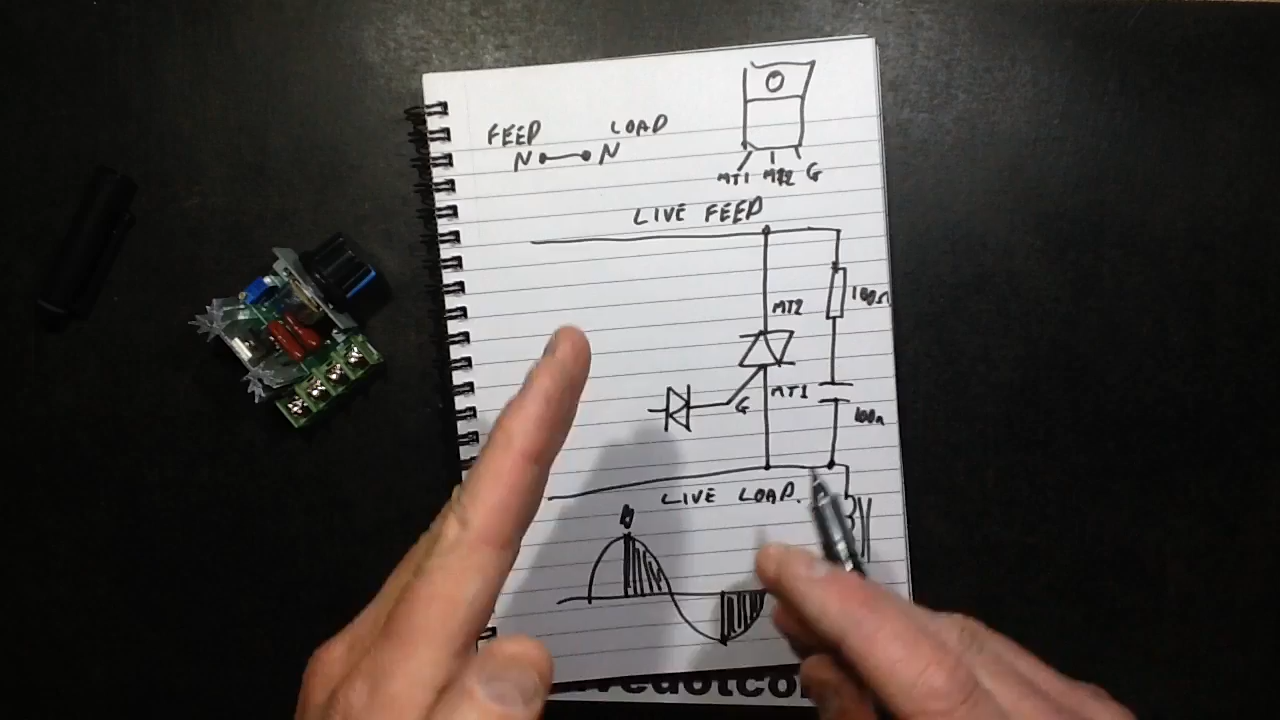 FEED LOAD
N N
MT1 MT2 G
LIVE FEED
100Ω
MT2
MT1
G
100n
LIVE LOAD.